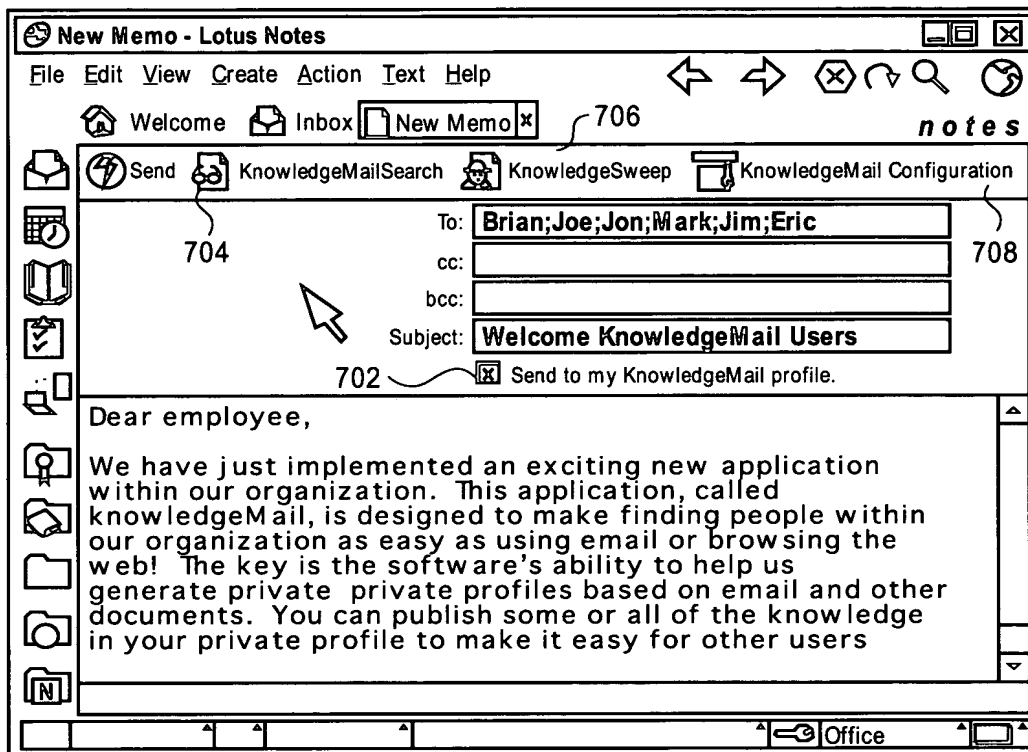 New Memo - Lotus Notes
File Edit View Create Action Text Help
Welcome Inbox New Memo x 706 notes
Send KnowledgeMailSearch KnowledgeSweep KnowledgeMail Configuration
704 To: Brian;Joe;Jon;Mark;Jim;Eric 708
cc:
bcc:
Subject: Welcome KnowledgeMail Users
702 x Send to my KnowledgeMail profile.
Dear employee,
We have just implemented an exciting new application
within our organization. This application, called
knowledgeMail, is designed to make finding people within
our organization as easy as using email or browsing the
web! The key is the software's ability to help us
generate private private profiles based on email and other
documents. You can publish some or all of the knowledge
in your private profile to make it easy for other users
N
Office